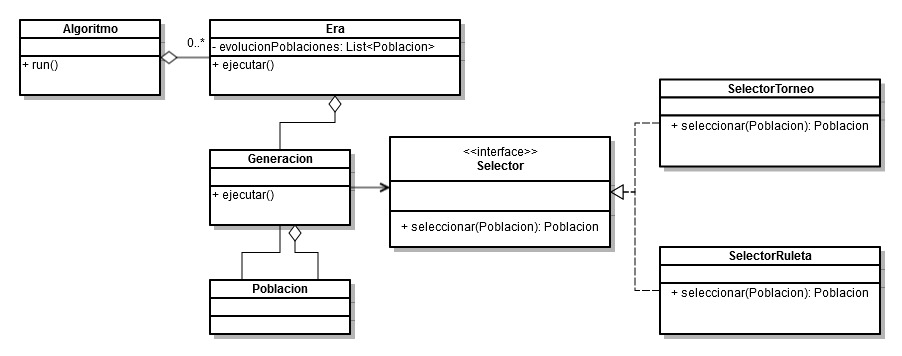 Algoritmo
+ run()
0..*
Era
- evolucionPoblaciones: List<Poblacion>
+ ejecutar()
Generacion
+ ejecutar()
Poblacion
<<interface>>
Selector
+ seleccionar(Poblacion): Poblacion
SelectorTorneo
+ seleccionar(Poblacion): Poblacion
SelectorRuleta
+ seleccionar(Poblacion): Poblacion